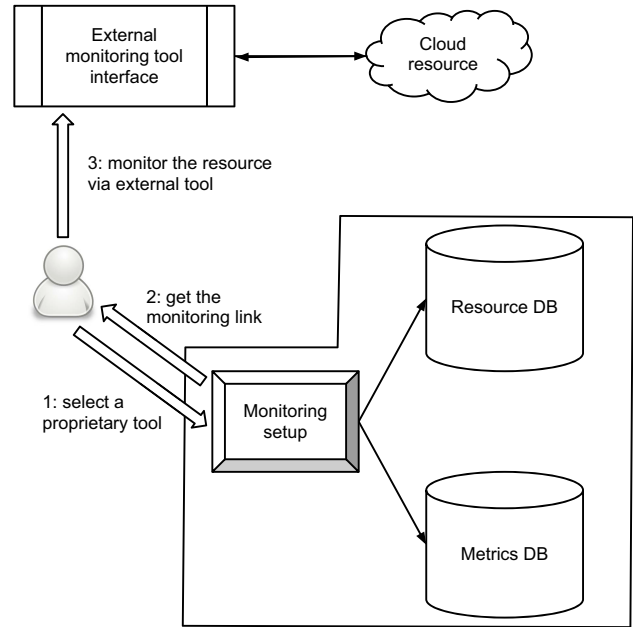 External
monitoring tool
interface
Cloud
resource
3: monitor the resource
via external tool
2: get the
monitoring link
1: select a
proprietary tool
Monitoring
setup
Resource DB
Metrics DB